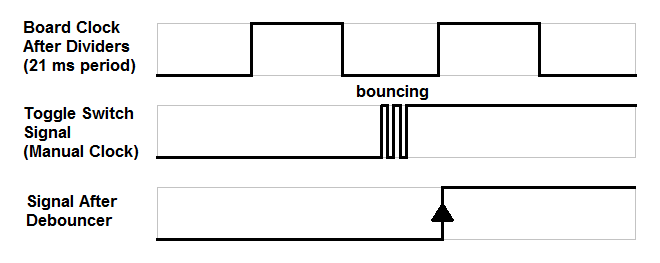 Board Clock
After Dividers
(21 ms period)
bouncing
Toggle Switch
Signal
(Manual Clock)
Signal After
Debouncer